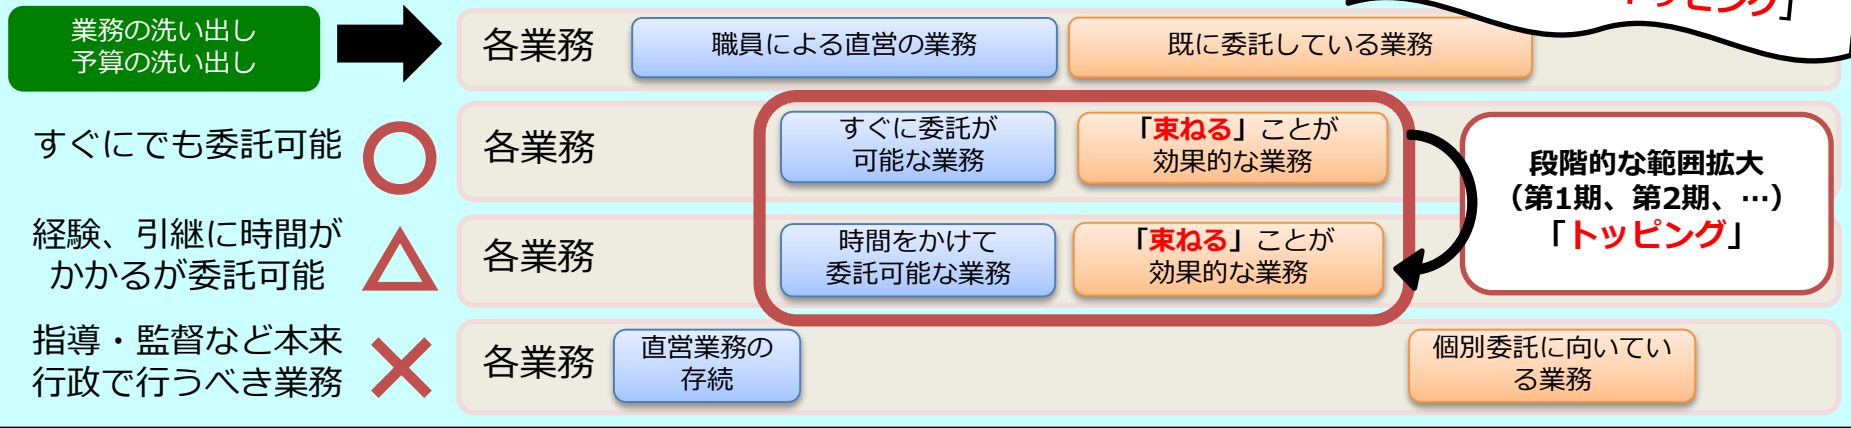 トッピング」
業務の洗い出し
予算の洗い出し
各業務
職員による直営の業務
既に委託している業務
すぐにでも委託可能
各業務
すぐに委託が
可能な業務
「束ねる」ことが
効果的な業務
段階的な範囲拡大
（第1期、第2期、…）
「トッピング」
経験、引継に時間が
かかるが委託可能
各業務
時間をかけて
委託可能な業務
「束ねる」ことが
効果的な業務
指導・監督など本来
行政で行うべき業務
各業務
直営業務の
存続
個別委託に向いてい
る業務